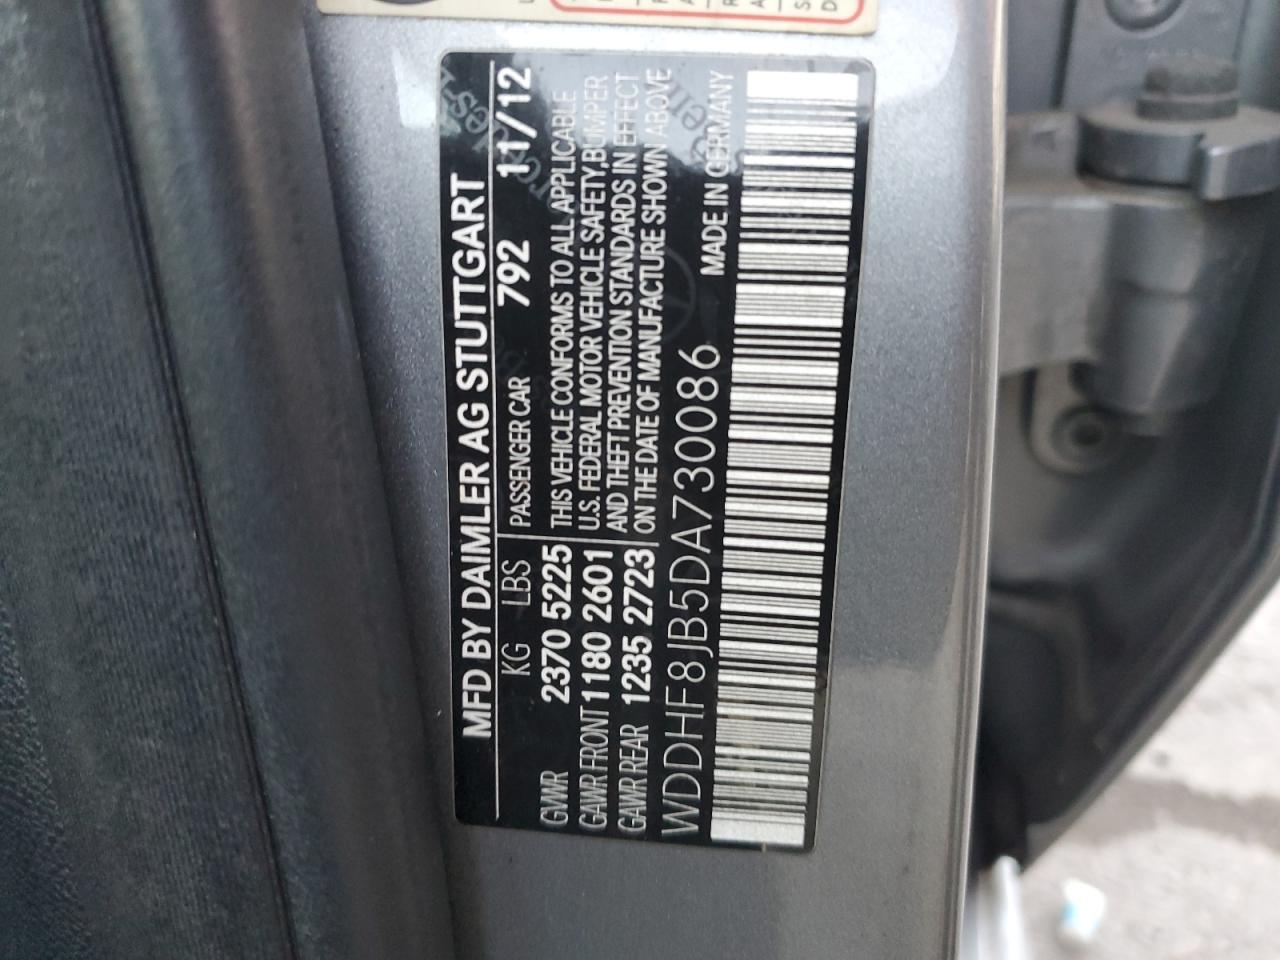 MFD BY DAIMLER AG STUTTGART
KG LBS PASSENGER CAR 792 11/12
GVWR 2370 5225 THIS VEHICLE CONFORMS TO ALL APPLICABLE
GAWR FRONT 1180 2601 U.S. FEDERAL MOTOR VEHICLE SAFETY,BUMPER
GAWR REAR 1235 2723 AND THEFT PREVENTION STANDARDS IN EFFECT
ON THE DATE OF MANUFACTURE SHOWN ABOVE
WDDHF8JB5DA730086 MADE IN GERMANY